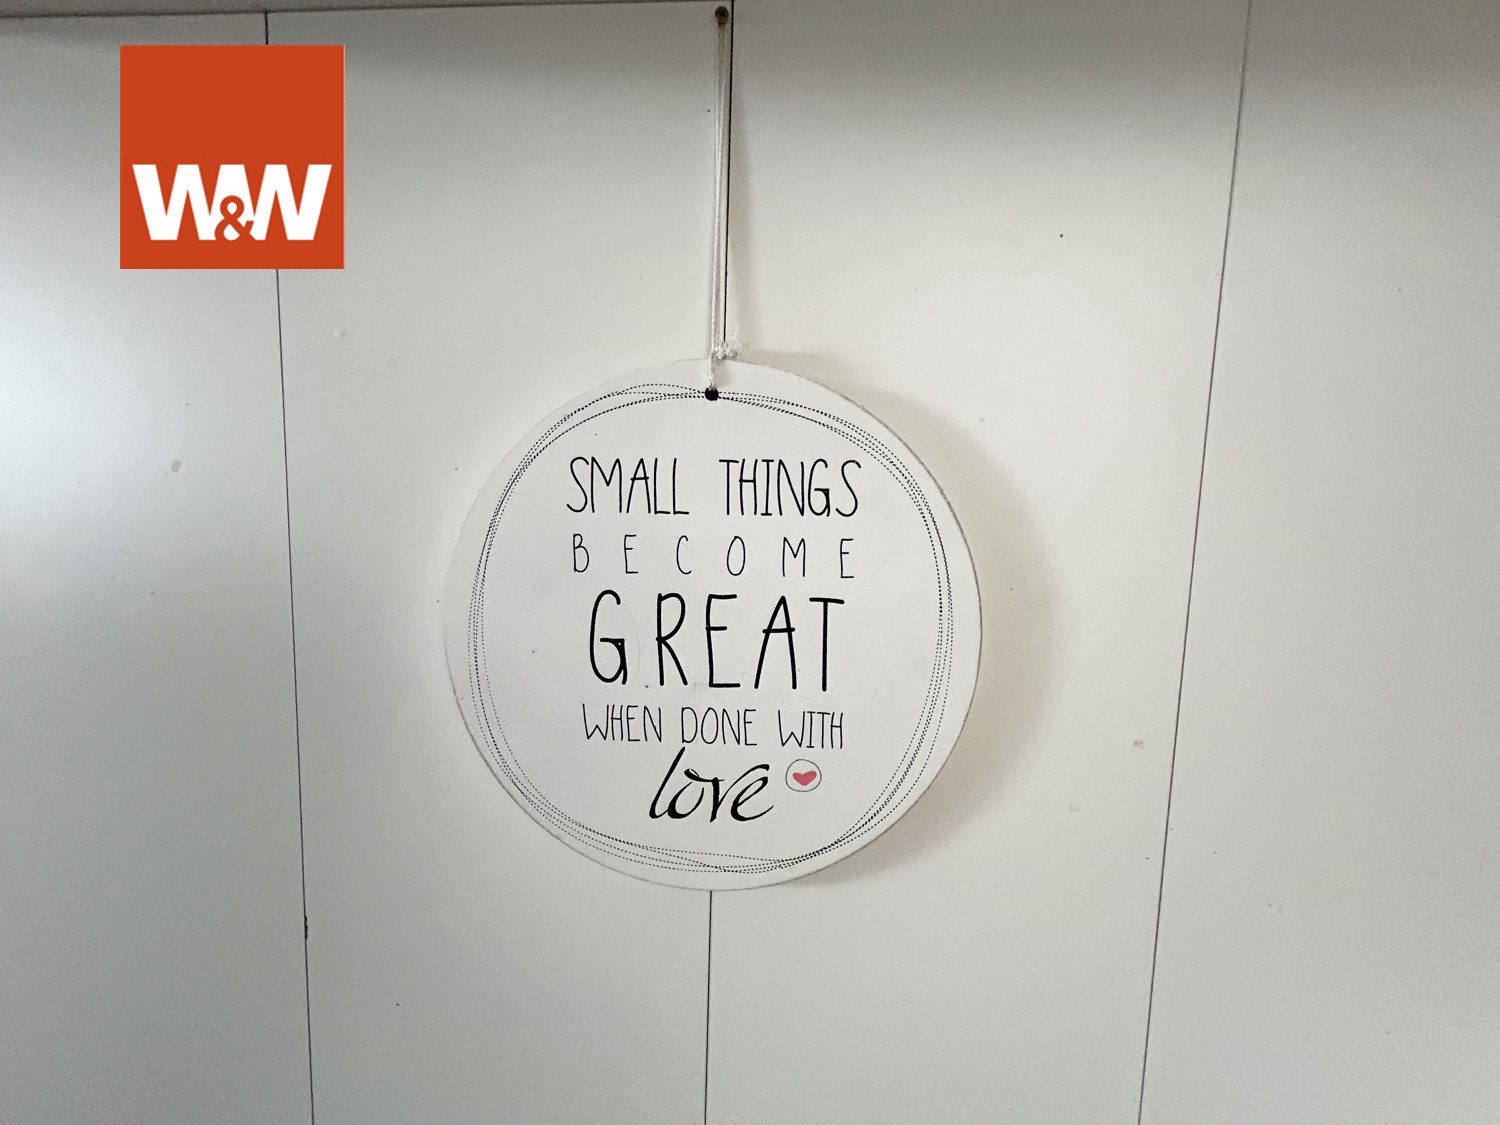 W&W
SMALL THINGS
BECOME
GREAT
WHEN DONE WITH
love